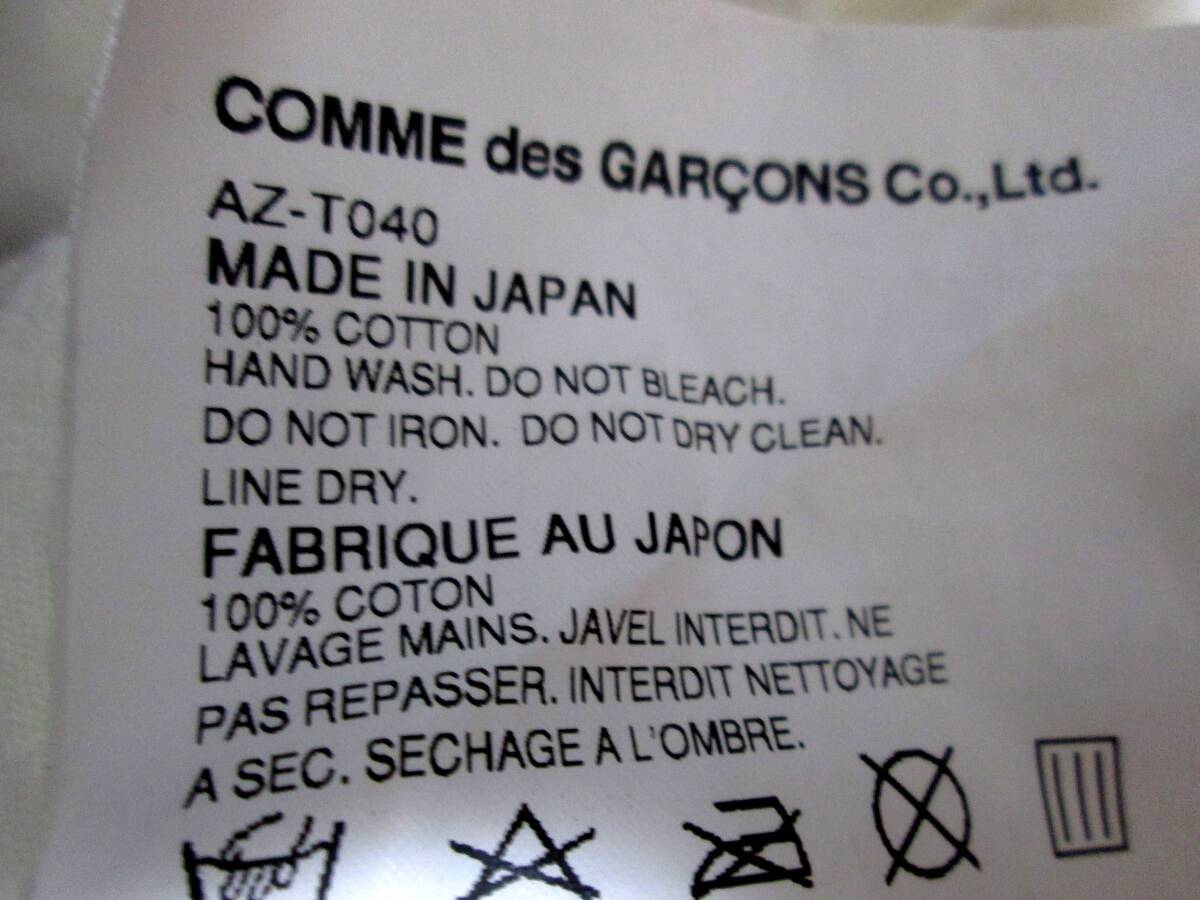 COMME des GARÇONS Co.,Ltd.
AZ-T040
MADE IN JAPAN
100% COTTON
HAND WASH. DO NOT BLEACH.
DO NOT IRON. DO NOT DRY CLEAN.
LINE DRY.
FABRIQUE AU JAPON
100% COTON
LAVAGE MAINS. JAVEL INTERDIT. NE
PAS REPASSER. INTERDIT NETTOYAGE
A SEC. SECHAGE A L'OMBRE.